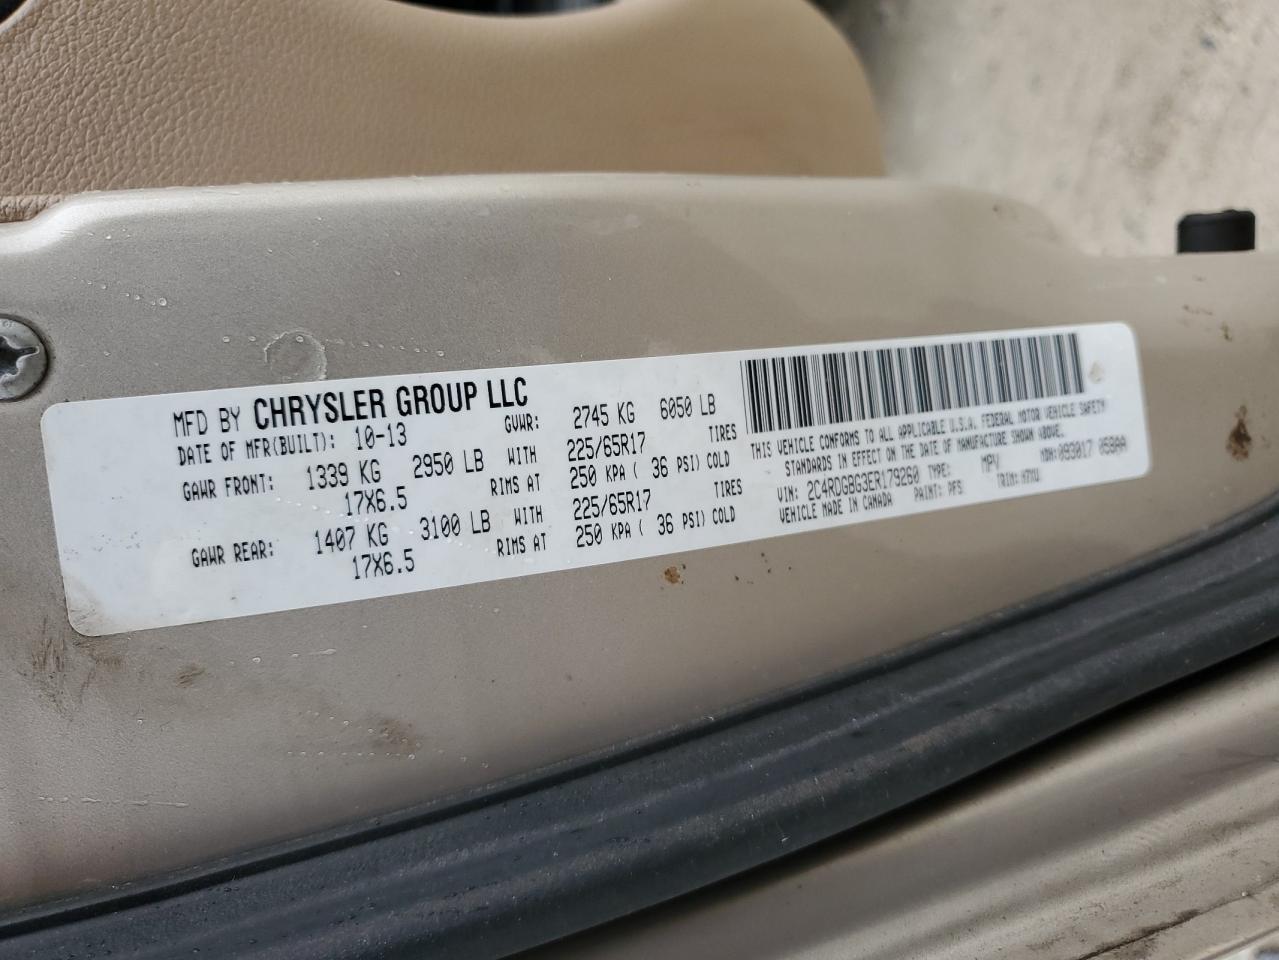 MFD BY CHRYSLER GROUP LLC
DATE OF MFR(BUILT): 10-13 GVWR: 2745 KG 6050 LB
GAWR FRONT: 1339 KG 2950 LB WITH 225/65R17 TIRES
17X6.5 RIMS AT 250 KPA ( 36 PSI) COLD
GAWR REAR: 1407 KG 3100 LB WITH 225/65R17 TIRES
17X6.5 RIMS AT 250 KPA ( 36 PSI) COLD
THIS VEHICLE CONFORMS TO ALL APPLICABLE U.S.A. FEDERAL MOTOR VEHICLE SAFETY
STANDARDS IN EFFECT ON THE DATE OF MANUFACTURE SHOWN ABOVE.
VIN: 2C4RDGBG3ER179260 TYPE: MPV MDH: 093017
VEHICLE MADE IN CANADA PAINT: PFS TRIM: